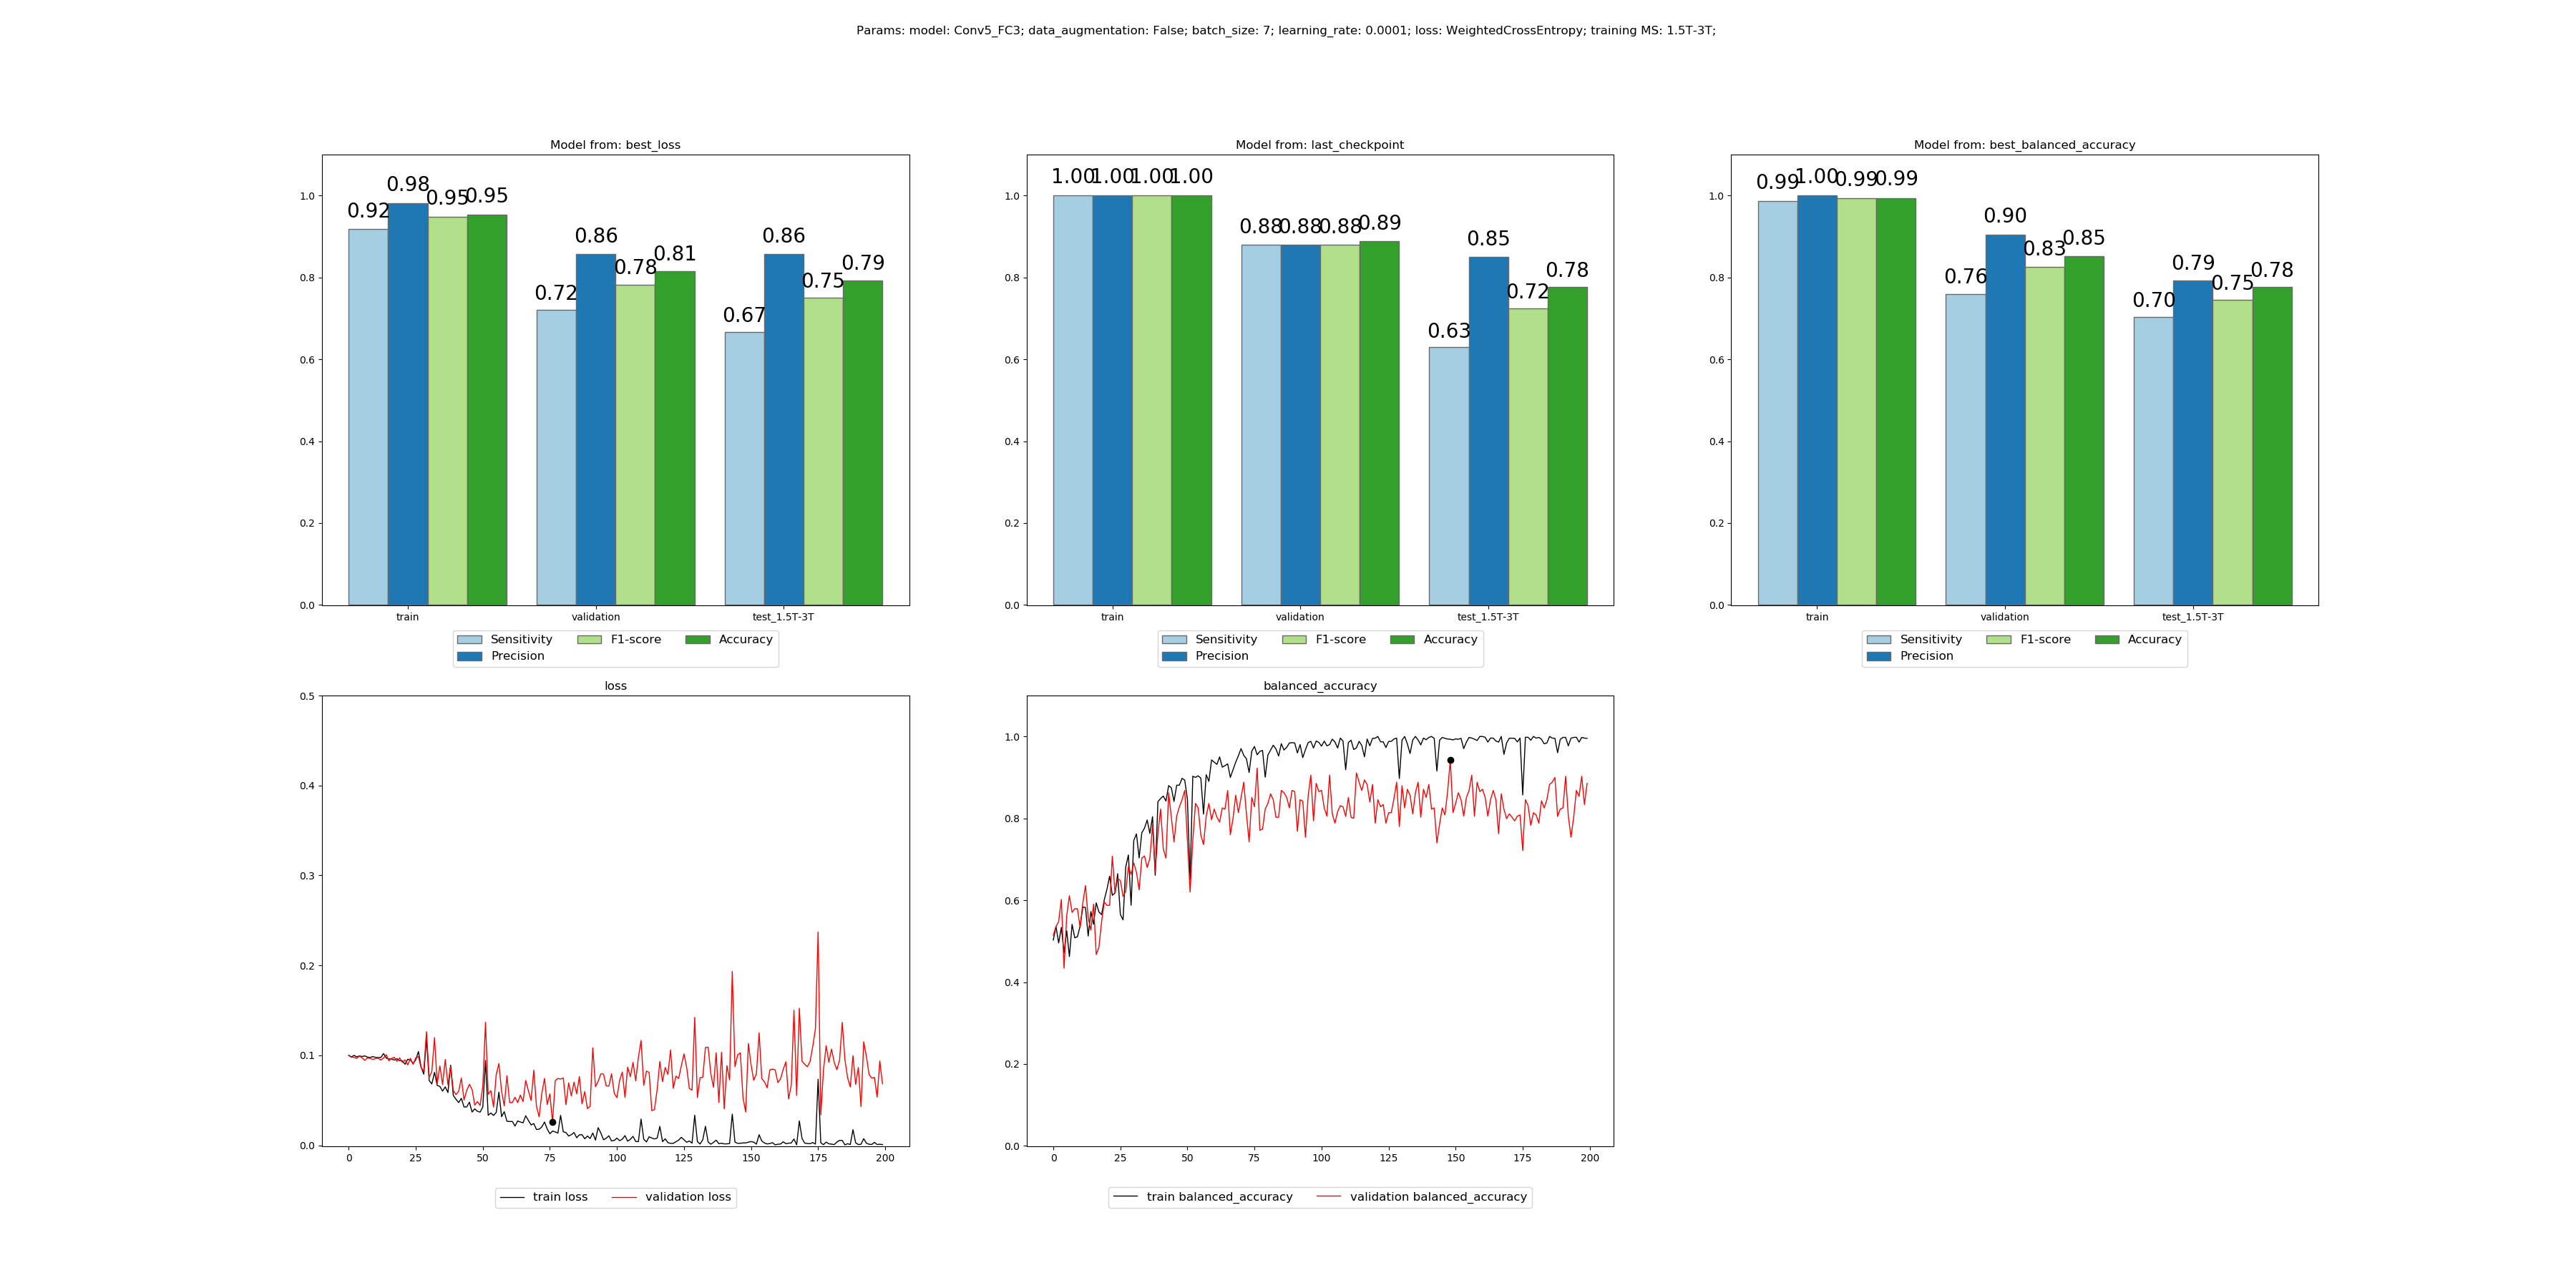 Params: model: Conv5_FC3; data_augmentation: False; batch_size: 7; learning_rate: 0.0001; loss: WeightedCrossEntropy; training MS: 1.5T-3T;
Model from: best_loss
1.0
0.8
0.6
0.4
0.2
0.0
0.92 0.98 0.95 0.95
0.72 0.86 0.78 0.81
0.67 0.86 0.75 0.79
train validation test_1.5T-3T
Sensitivity F1-score Accuracy
Precision
Model from: last_checkpoint
1.0
0.8
0.6
0.4
0.2
0.0
1.00 1.00 1.00 1.00
0.88 0.88 0.88 0.89
0.63 0.85 0.72 0.78
train validation test_1.5T-3T
Sensitivity F1-score Accuracy
Precision
Model from: best_balanced_accuracy
1.0
0.8
0.6
0.4
0.2
0.0
0.99 1.00 0.99 0.99
0.76 0.90 0.83 0.85
0.70 0.79 0.75 0.78
train validation test_1.5T-3T
Sensitivity F1-score Accuracy
Precision
loss
0.5
0.4
0.3
0.2
0.1
0.0
0 25 50 75 100 125 150 175 200
train loss validation loss
balanced_accuracy
1.0
0.8
0.6
0.4
0.2
0.0
0 25 50 75 100 125 150 175 200
train balanced_accuracy validation balanced_accuracy